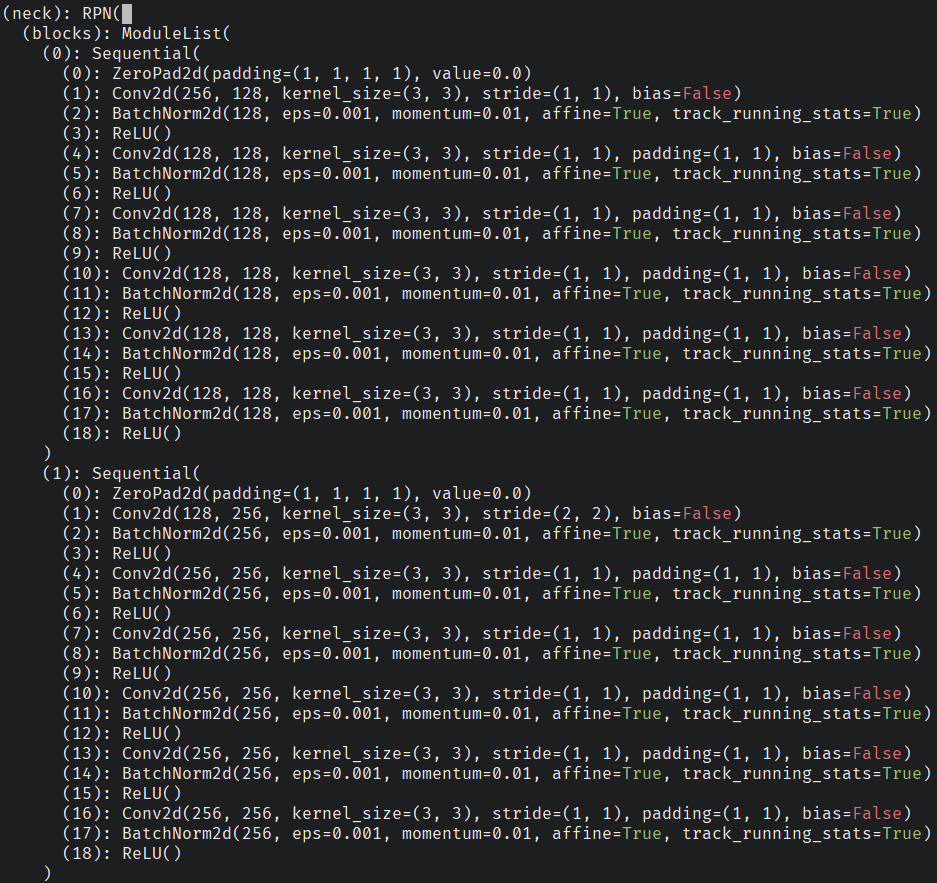 (neck): RPN(
(blocks): ModuleList(
(0): Sequential(
(0): ZeroPad2d(padding=(1, 1, 1, 1), value=0.0)
(1): Conv2d(256, 128, kernel_size=(3, 3), stride=(1, 1), bias=False)
(2): BatchNorm2d(128, eps=0.001, momentum=0.01, affine=True, track_running_stats=True)
(3): ReLU()
(4): Conv2d(128, 128, kernel_size=(3, 3), stride=(1, 1), padding=(1, 1), bias=False)
(5): BatchNorm2d(128, eps=0.001, momentum=0.01, affine=True, track_running_stats=True)
(6): ReLU()
(7): Conv2d(128, 128, kernel_size=(3, 3), stride=(1, 1), padding=(1, 1), bias=False)
(8): BatchNorm2d(128, eps=0.001, momentum=0.01, affine=True, track_running_stats=True)
(9): ReLU()
(10): Conv2d(128, 128, kernel_size=(3, 3), stride=(1, 1), padding=(1, 1), bias=False)
(11): BatchNorm2d(128, eps=0.001, momentum=0.01, affine=True, track_running_stats=True)
(12): ReLU()
(13): Conv2d(128, 128, kernel_size=(3, 3), stride=(1, 1), padding=(1, 1), bias=False)
(14): BatchNorm2d(128, eps=0.001, momentum=0.01, affine=True, track_running_stats=True)
(15): ReLU()
(16): Conv2d(128, 128, kernel_size=(3, 3), stride=(1, 1), padding=(1, 1), bias=False)
(17): BatchNorm2d(128, eps=0.001, momentum=0.01, affine=True, track_running_stats=True)
(18): ReLU()
)
(1): Sequential(
(0): ZeroPad2d(padding=(1, 1, 1, 1), value=0.0)
(1): Conv2d(128, 256, kernel_size=(3, 3), stride=(2, 2), bias=False)
(2): BatchNorm2d(256, eps=0.001, momentum=0.01, affine=True, track_running_stats=True)
(3): ReLU()
(4): Conv2d(256, 256, kernel_size=(3, 3), stride=(1, 1), padding=(1, 1), bias=False)
(5): BatchNorm2d(256, eps=0.001, momentum=0.01, affine=True, track_running_stats=True)
(6): ReLU()
(7): Conv2d(256, 256, kernel_size=(3, 3), stride=(1, 1), padding=(1, 1), bias=False)
(8): BatchNorm2d(256, eps=0.001, momentum=0.01, affine=True, track_running_stats=True)
(9): ReLU()
(10): Conv2d(256, 256, kernel_size=(3, 3), stride=(1, 1), padding=(1, 1), bias=False)
(11): BatchNorm2d(256, eps=0.001, momentum=0.01, affine=True, track_running_stats=True)
(12): ReLU()
(13): Conv2d(256, 256, kernel_size=(3, 3), stride=(1, 1), padding=(1, 1), bias=False)
(14): BatchNorm2d(256, eps=0.001, momentum=0.01, affine=True, track_running_stats=True)
(15): ReLU()
(16): Conv2d(256, 256, kernel_size=(3, 3), stride=(1, 1), padding=(1, 1), bias=False)
(17): BatchNorm2d(256, eps=0.001, momentum=0.01, affine=True, track_running_stats=True)
(18): ReLU()
)